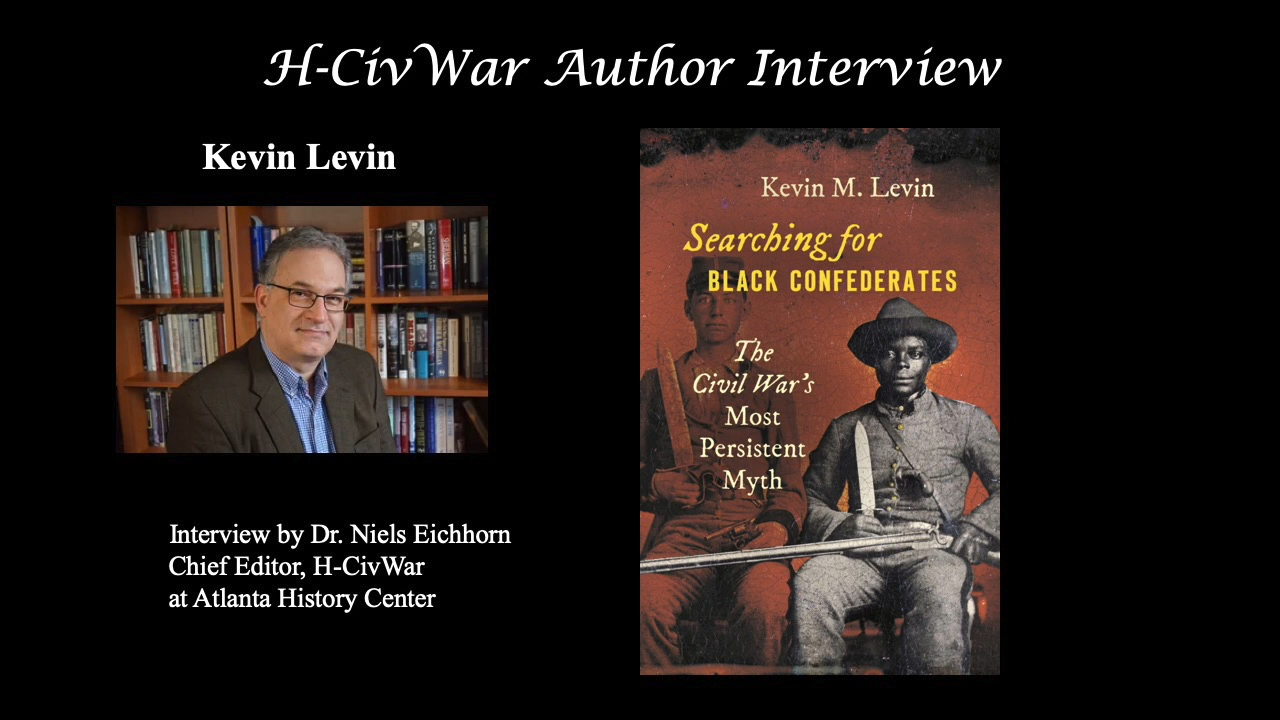 H-CivWar Author Interview
Kevin Levin
Kevin M. Levin
Searching for
BLACK CONFEDERATES
The
Civil War's
Most
Persistent
Myth
Interview by Dr. Niels Eichhorn
Chief Editor, H-CivWar
at Atlanta History Center